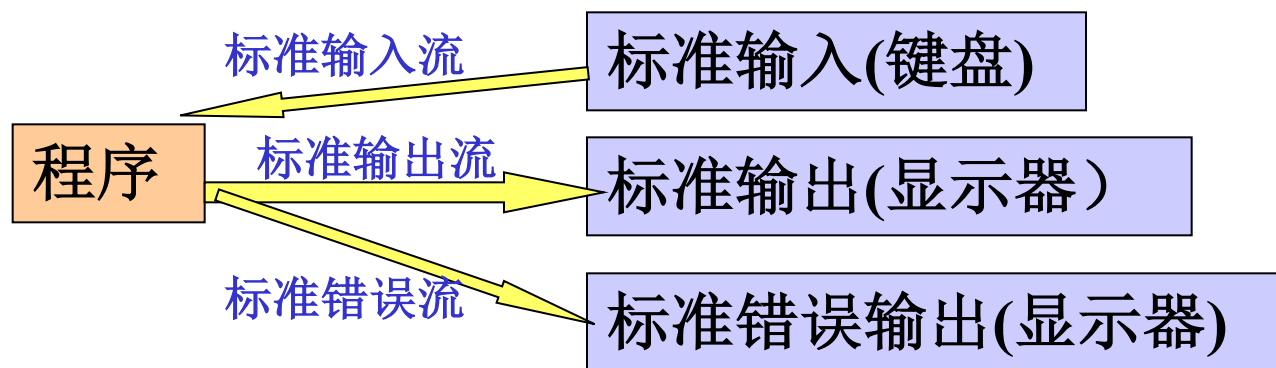 标准输入流
标准输入(键盘)
程序
标准输出流
标准输出(显示器）
标准错误流
标准错误输出(显示器)